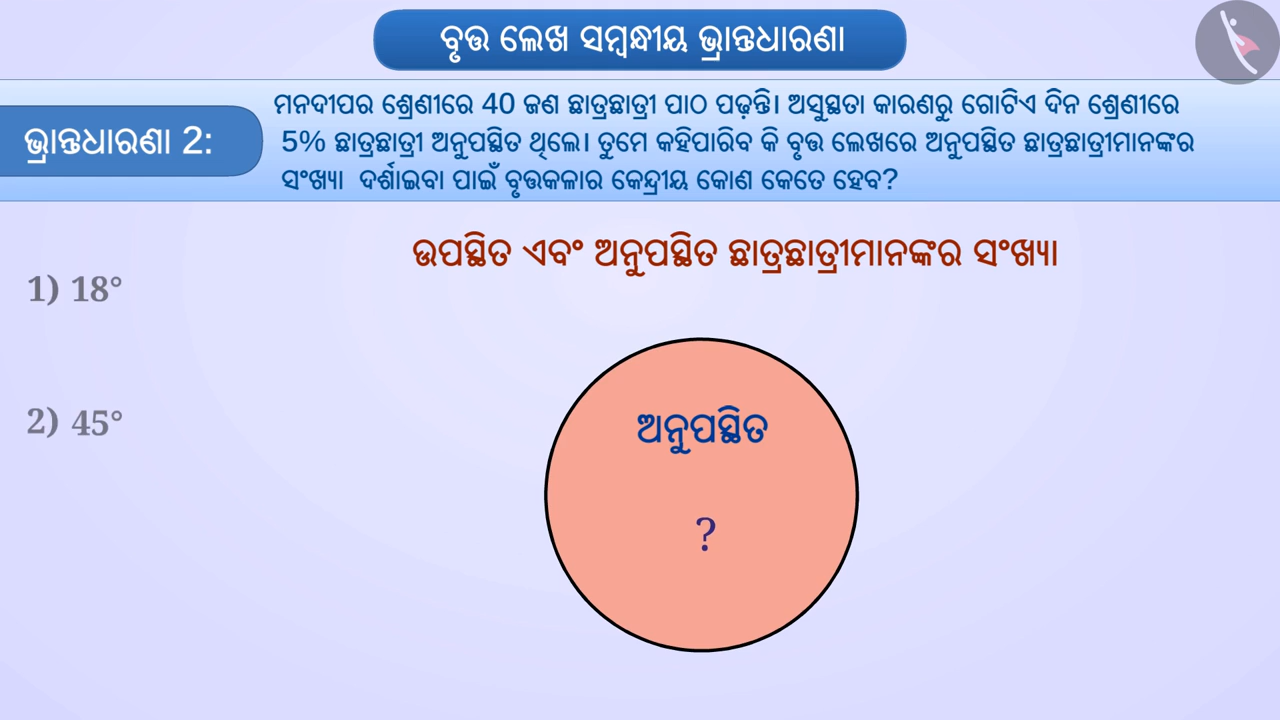 ବୃତ୍ତ ଲେଖ ସମ୍ବନ୍ଧୀୟ ଭ୍ରାନ୍ତଧାରଣା
ଭ୍ରାନ୍ତଧାରଣା 2:
ମନଦୀପର ଶ୍ରେଣୀରେ 40 ଜଣ ଛାତ୍ରଛାତ୍ରୀ ପାଠ ପଢ଼ନ୍ତି। ଅସୁସ୍ଥତା କାରଣରୁ ଗୋଟିଏ ଦିନ ଶ୍ରେଣୀରେ
5% ଛାତ୍ରଛାତ୍ରୀ ଅନୁପସ୍ଥିତ ଥିଲେ। ତୁମେ କହିପାରିବ କି ବୃତ୍ତ ଲେଖରେ ଅନୁପସ୍ଥିତ ଛାତ୍ରଛାତ୍ରୀମାନଙ୍କର
ସଂଖ୍ୟା ଦର୍ଶାଇବା ପାଇଁ ବୃତ୍ତକଳାର କେନ୍ଦ୍ରୀୟ କୋଣ କେତେ ହେବ?
ଉପସ୍ଥିତ ଏବଂ ଅନୁପସ୍ଥିତ ଛାତ୍ରଛାତ୍ରୀମାନଙ୍କର ସଂଖ୍ୟା
1) 18°
2) 45°
ଅନୁପସ୍ଥିତ
?